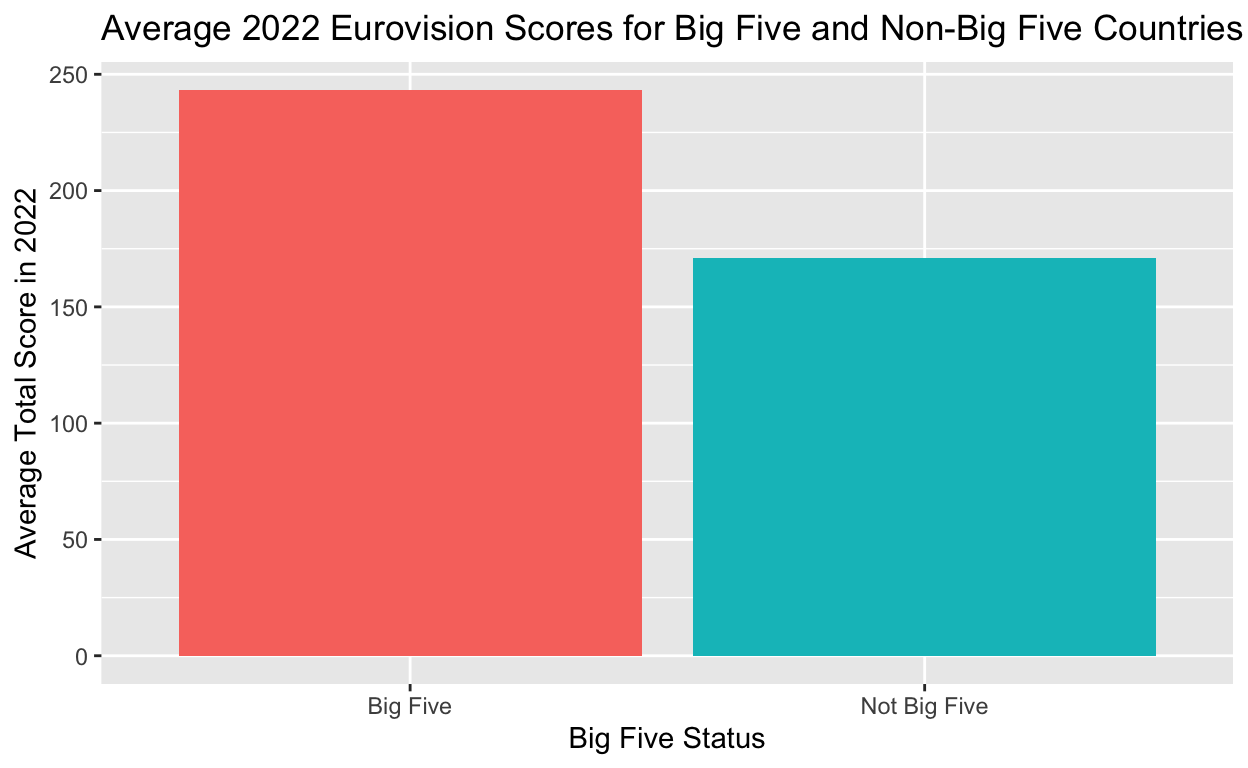 Average 2022 Eurovision Scores for Big Five and Non-Big Five Countries
Average Total Score in 2022
250
200
150
100
50
0
Big Five
Not Big Five
Big Five Status